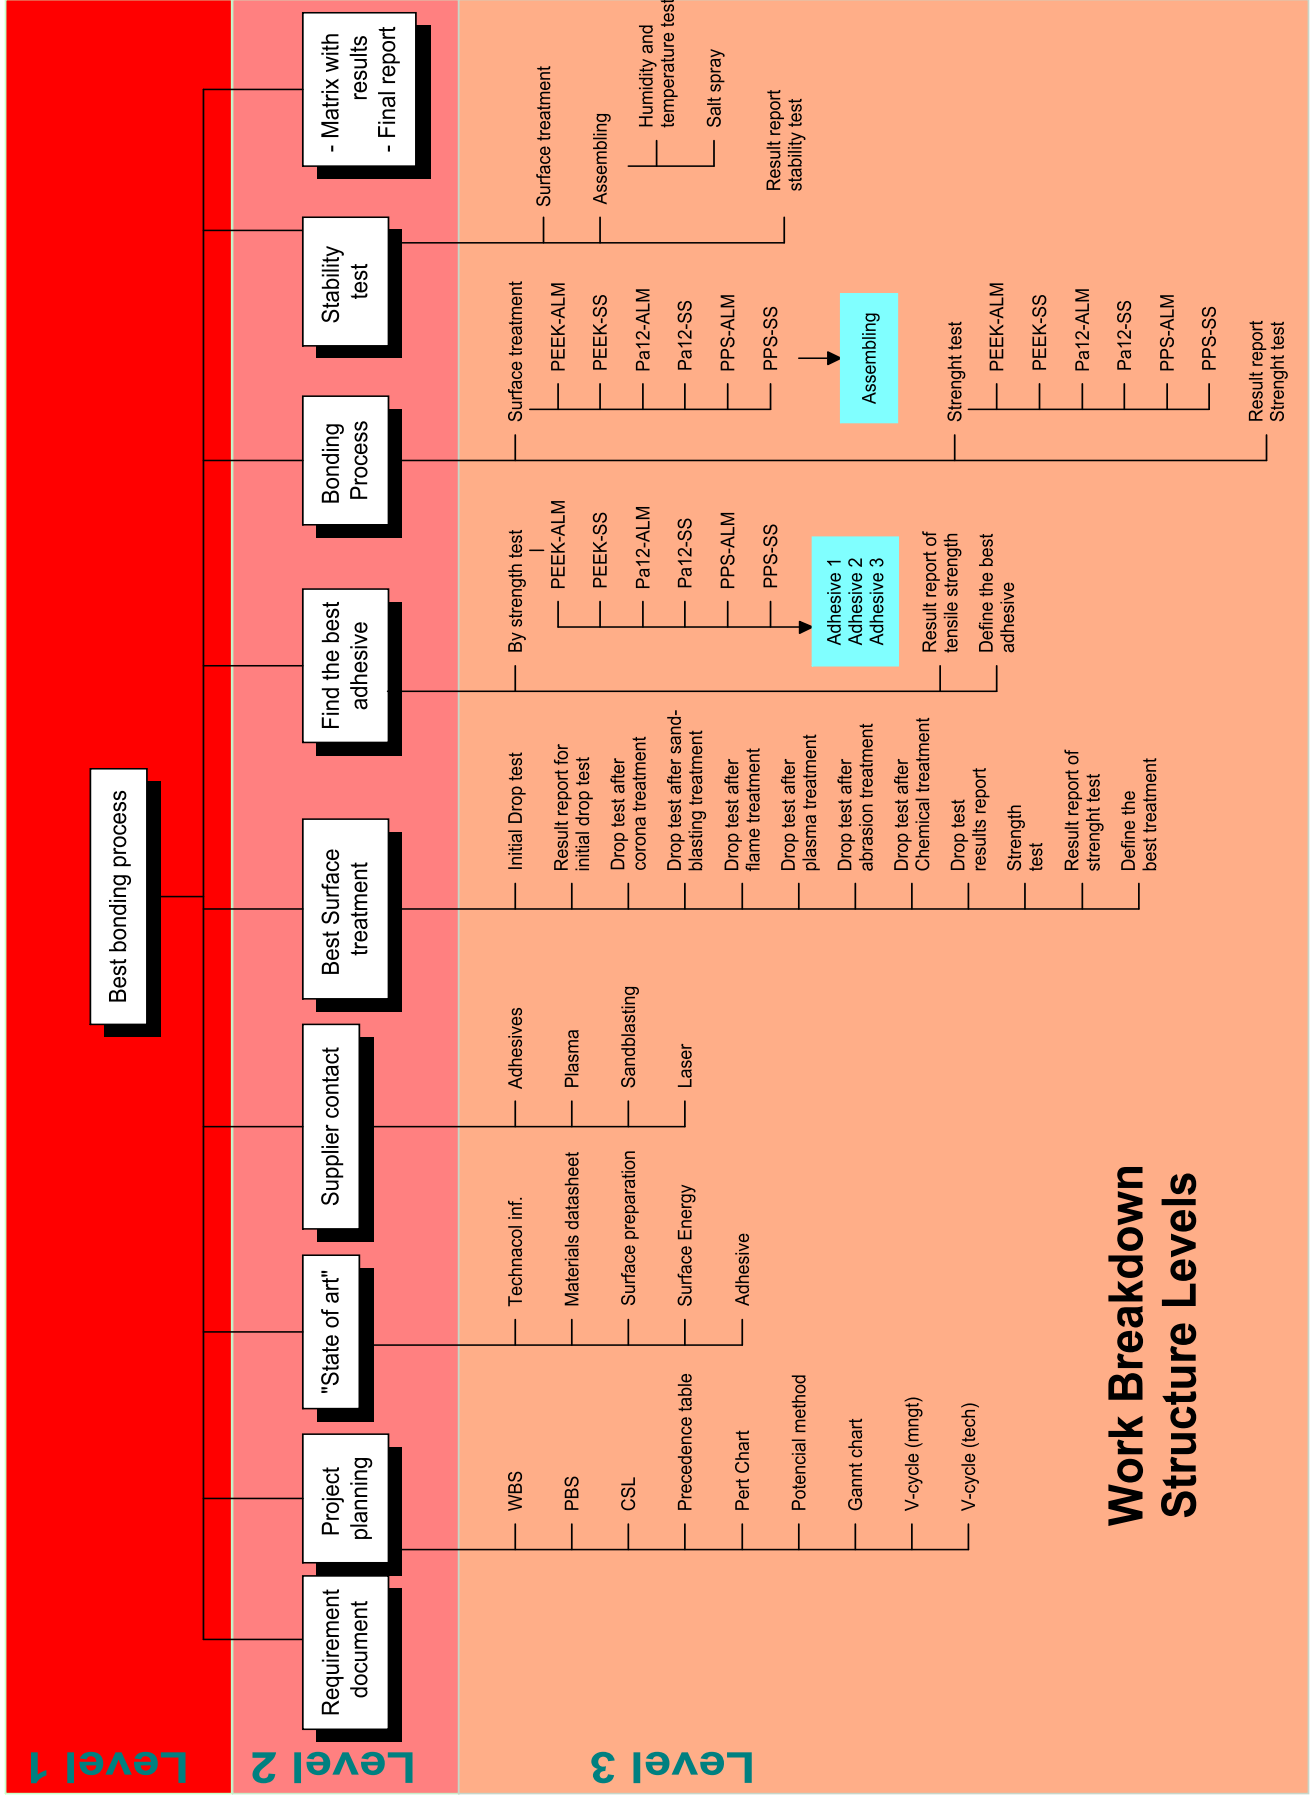 Level 1
Level 2
Level 3
Best bonding process
Requirement
document
Project
planning
"State of art"
Supplier contact
Best Surface
treatment
Find the best
adhesive
Bonding
Process
Stability
test
- Matrix with
results
- Final report
WBS
PBS
CSL
Precedence table
Pert Chart
Potencial method
Gannt chart
V-cycle (mngt)
V-cycle (tech)
Technacol inf.
Materials datasheet
Surface preparation
Surface Energy
Adhesive
Adhesives
Plasma
Sandblasting
Laser
Initial Drop test
Result report for
initial drop test
Drop test after
corona treatment
Drop test after sand-
blasting treatment
Drop test after
flame treatment
Drop test after
plasma treatment
Drop test after
abrasion treatment
Drop test after
Chemical treatment
Drop test
results report
Strength
test
Result report of
strenght test
Define the
best treatment
By strength test
PEEK-ALM
PEEK-SS
Pa12-ALM
Pa12-SS
PPS-ALM
PPS-SS
Adhesive 1
Adhesive 2
Adhesive 3
Result report of
tensile strength
Define the best
adhesive
Surface treatment
PEEK-ALM
PEEK-SS
Pa12-ALM
Pa12-SS
PPS-ALM
PPS-SS
Assembling
Strenght test
PEEK-ALM
PEEK-SS
Pa12-ALM
Pa12-SS
PPS-ALM
PPS-SS
Result report
Strenght test
Surface treatment
Assembling
Humidity and
temperature test
Salt spray
Result report
stability test
Work Breakdown
Structure Levels